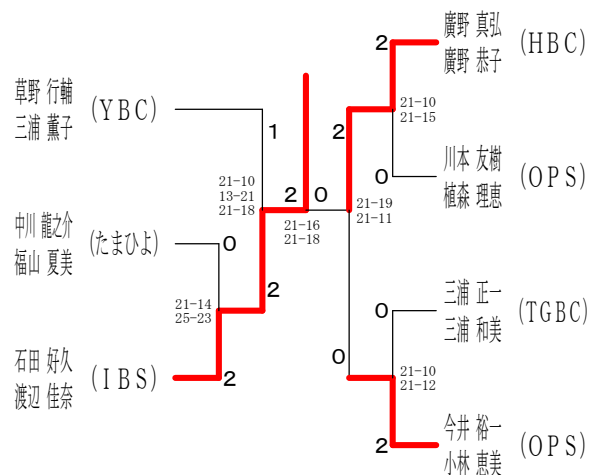 草野 行輔
三浦 薫子
(YBC)
1
21-10
13-21
21-18
2
中川 龍之介
福山 夏美
(たまひよ)
0
21-14
25-23
2
石田 好久
渡辺 佳奈
(IBS)
2
0
21-16
21-18
廣野 真弘
廣野 恭子
(HBC)
2
21-10
21-15
2
川本 友樹
植森 理恵
(OPS)
0
21-19
21-11
三浦 正一
三浦 和美
(TGBC)
0
21-10
21-12
0
今井 裕一
小林 恵美
(OPS)
2